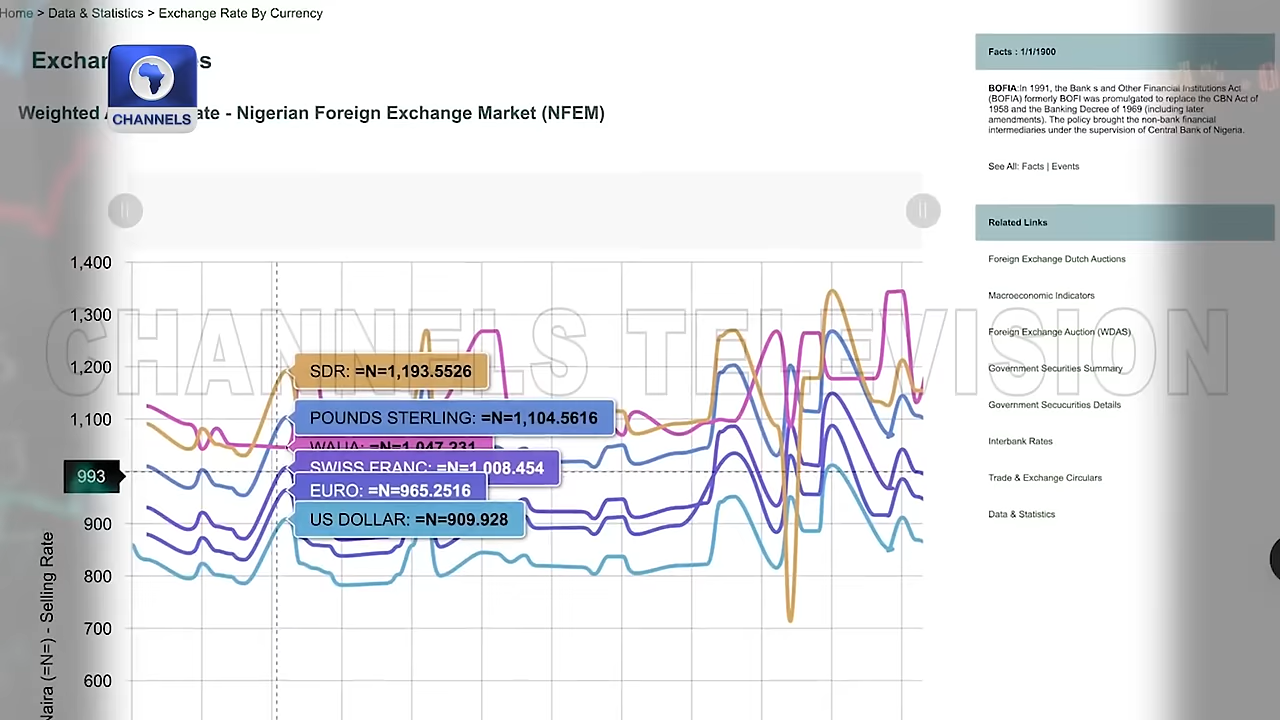 Home > Data & Statistics > Exchange Rate By Currency
Exchan s
CHANNELS
Weighted A ate - Nigerian Foreign Exchange Market (NFEM)
Facts : 1/1/1900
BOFIA:In 1991, the Bank s and Other Financial Institutions Act
(BOFIA) formerly BOFI was promulgated to replace the CBN Act of
1958 and the Banking Decree of 1969 (including later
amendments). The policy brought the non-bank financial
intermediaries under the supervision of Central Bank of Nigeria.
See All: Facts | Events
Related Links
Foreign Exchange Dutch Auctions
Macroeconomic Indicators
Foreign Exchange Auction (WDAS)
Government Securities Summary
Government Secucurities Details
Interbank Rates
Trade & Exchange Circulars
Data & Statistics
CHANNELS TELEVISION
1,400
1,300
1,200
1,100
993
900
800
700
600
Naira (=N=) - Selling Rate
SDR: =N=1,193.5526
POUNDS STERLING: =N=1,104.5616
WAUA: =N=1,047.231
SWISS FRANC: =N=1,008.454
EURO: =N=965.2516
US DOLLAR: =N=909.928